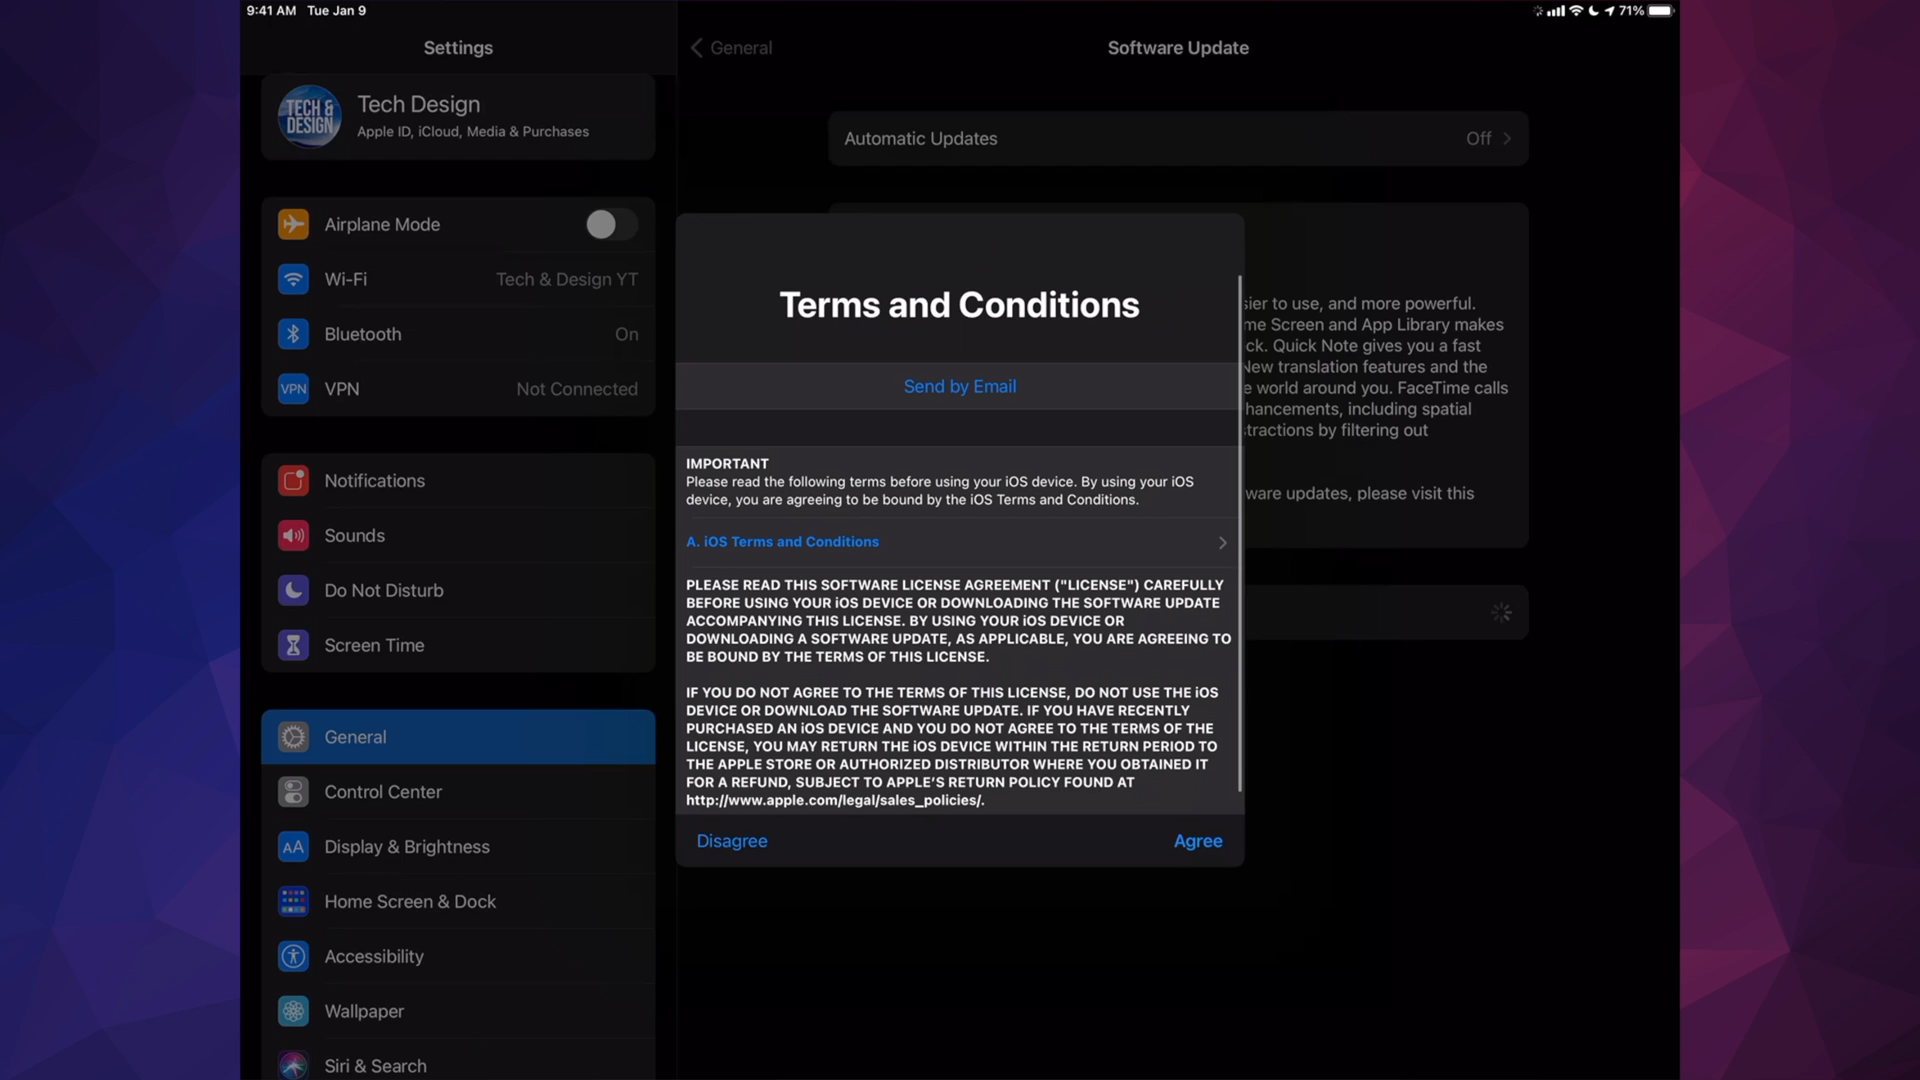 9:41 AM Tue Jan 9
71%
Settings
TECH &
DESIGN
Tech Design
Apple ID, iCloud, Media & Purchases
Airplane Mode
Wi-Fi Tech & Design YT
Bluetooth On
VPN VPN Not Connected
Notifications
Sounds
Do Not Disturb
Screen Time
General
Control Center
AA Display & Brightness
Home Screen & Dock
Accessibility
Wallpaper
Siri & Search
General
Software Update
Automatic Updates Off
ier to use, and more powerful.
me Screen and App Library makes
ck. Quick Note gives you a fast
New translation features and the
e world around you. FaceTime calls
hancements, including spatial
tractions by filtering out
ware updates, please visit this
Terms and Conditions
Send by Email
IMPORTANT
Please read the following terms before using your iOS device. By using your iOS
device, you are agreeing to be bound by the iOS Terms and Conditions.
A. iOS Terms and Conditions
PLEASE READ THIS SOFTWARE LICENSE AGREEMENT ("LICENSE") CAREFULLY
BEFORE USING YOUR iOS DEVICE OR DOWNLOADING THE SOFTWARE UPDATE
ACCOMPANYING THIS LICENSE. BY USING YOUR iOS DEVICE OR
DOWNLOADING A SOFTWARE UPDATE, AS APPLICABLE, YOU ARE AGREEING TO
BE BOUND BY THE TERMS OF THIS LICENSE.
IF YOU DO NOT AGREE TO THE TERMS OF THIS LICENSE, DO NOT USE THE iOS
DEVICE OR DOWNLOAD THE SOFTWARE UPDATE. IF YOU HAVE RECENTLY
PURCHASED AN iOS DEVICE AND YOU DO NOT AGREE TO THE TERMS OF THE
LICENSE, YOU MAY RETURN THE iOS DEVICE WITHIN THE RETURN PERIOD TO
THE APPLE STORE OR AUTHORIZED DISTRIBUTOR WHERE YOU OBTAINED IT
FOR A REFUND, SUBJECT TO APPLE’S RETURN POLICY FOUND AT
http://www.apple.com/legal/sales_policies/.
Disagree Agree